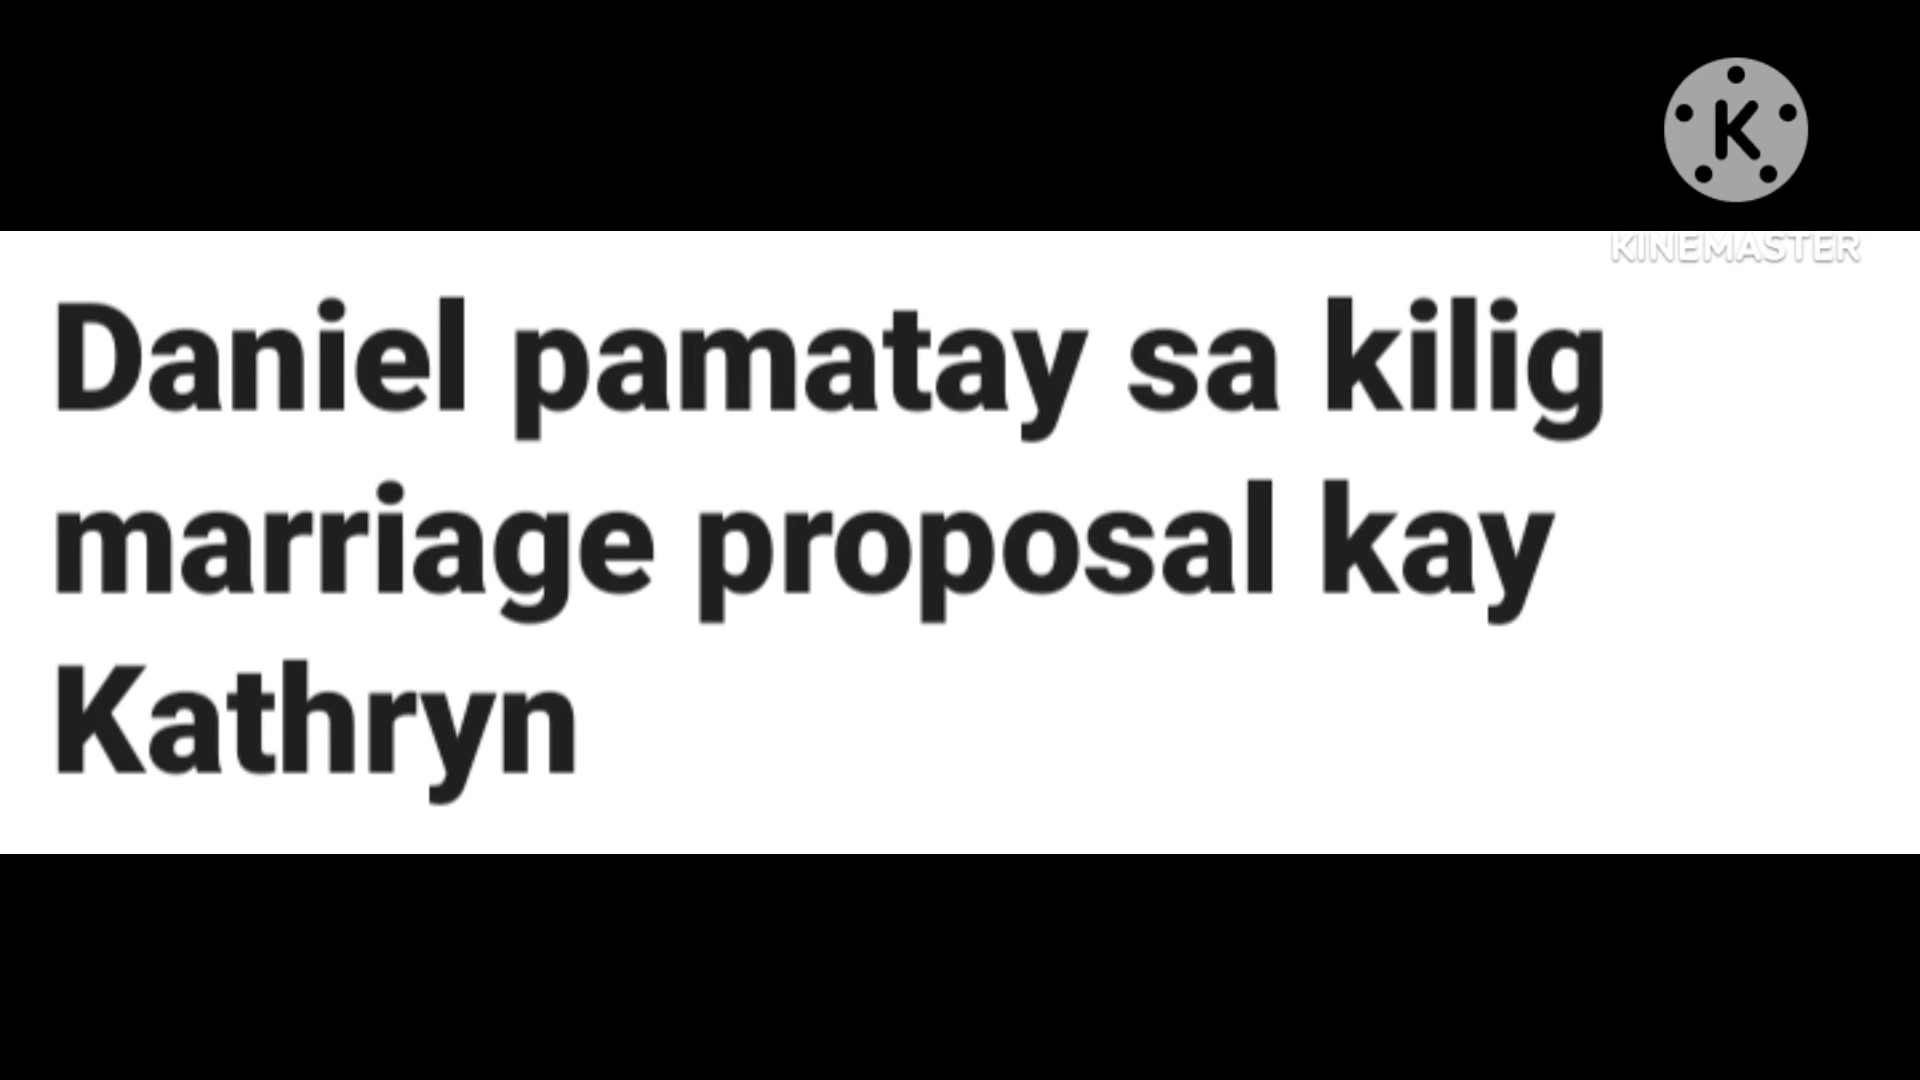 K
KINEMASTER
Daniel pamatay sa kilig
marriage proposal kay
Kathryn